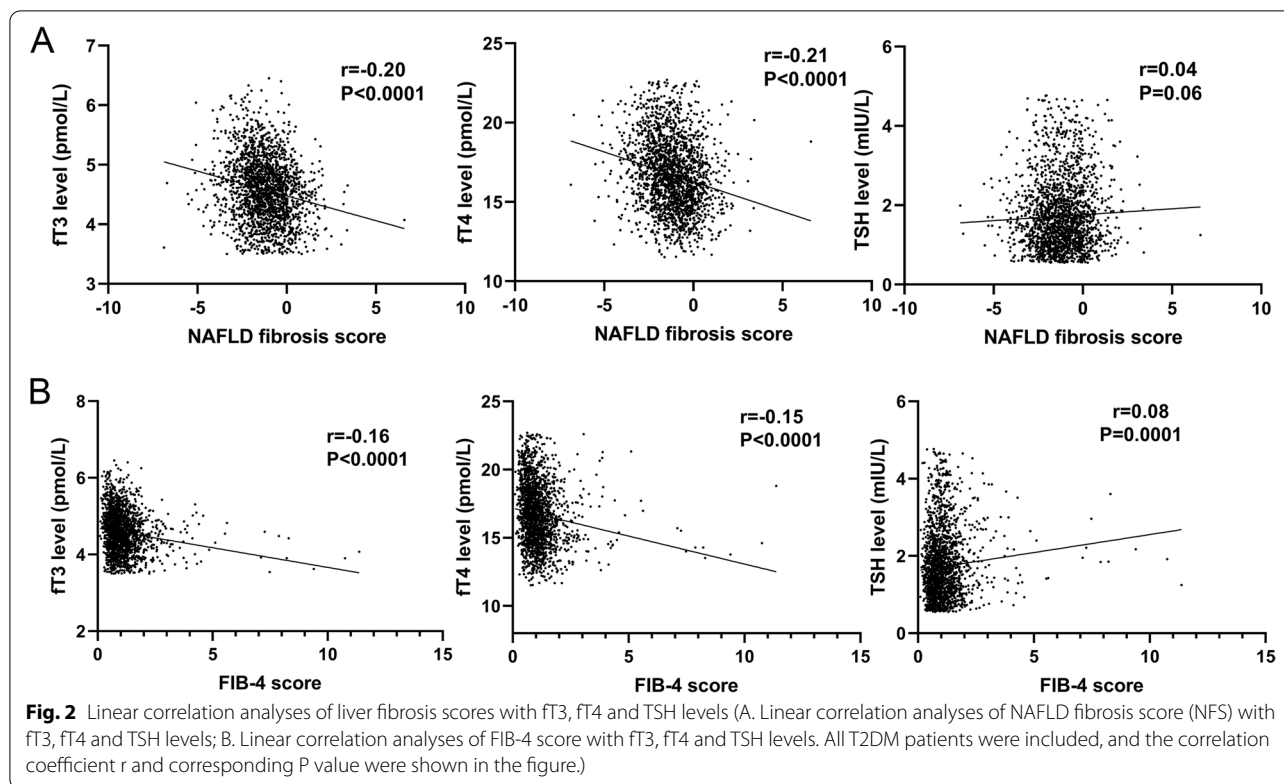 A
r=-0.20
P<0.0001
fT3 level (pmol/L)
7
6
5
4
3
-10 -5 0 5 10
NAFLD fibrosis score
r=-0.21
P<0.0001
fT4 level (pmol/L)
25
20
15
10
-10 -5 0 5 10
NAFLD fibrosis score
r=0.04
P=0.06
TSH level (mIU/L)
6
4
2
0
-10 -5 0 5 10
NAFLD fibrosis score
B
r=-0.16
P<0.0001
fT3 level (pmol/L)
8
6
4
2
0 5 10 15
FIB-4 score
r=-0.15
P<0.0001
fT4 level (pmol/L)
25
20
15
10
0 5 10 15
FIB-4 score
r=0.08
P=0.0001
TSH level (mIU/L)
6
4
2
0
0 5 10 15
FIB-4 score
Fig. 2 Linear correlation analyses of liver fibrosis scores with fT3, fT4 and TSH levels (A. Linear correlation analyses of NAFLD fibrosis score (NFS) with
fT3, fT4 and TSH levels; B. Linear correlation analyses of FIB-4 score with fT3, fT4 and TSH levels. All T2DM patients were included, and the correlation
coefficient r and corresponding P value were shown in the figure.)